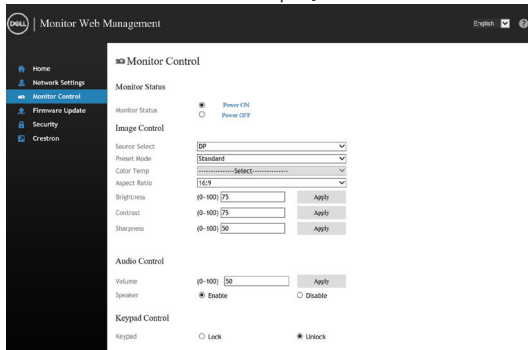 DELL | Monitor Web Management
English
?
Home
Network Settings
Monitor Control
Firmware Update
Security
Crestron
Monitor Control
Monitor Status
Monitor Status Power ON
Power OFF
Image Control
Source Select DP
Preset Mode Standard
Color Temp ---------------Select---------------
Aspect Ratio 16:9
Brightness (0-100) 75 Apply
Contrast (0-100) 75 Apply
Sharpness (0-100) 50 Apply
Audio Control
Volume (0-100) 50 Apply
Speaker Enable Disable
Keypad Control
Keypad Lock Unlock